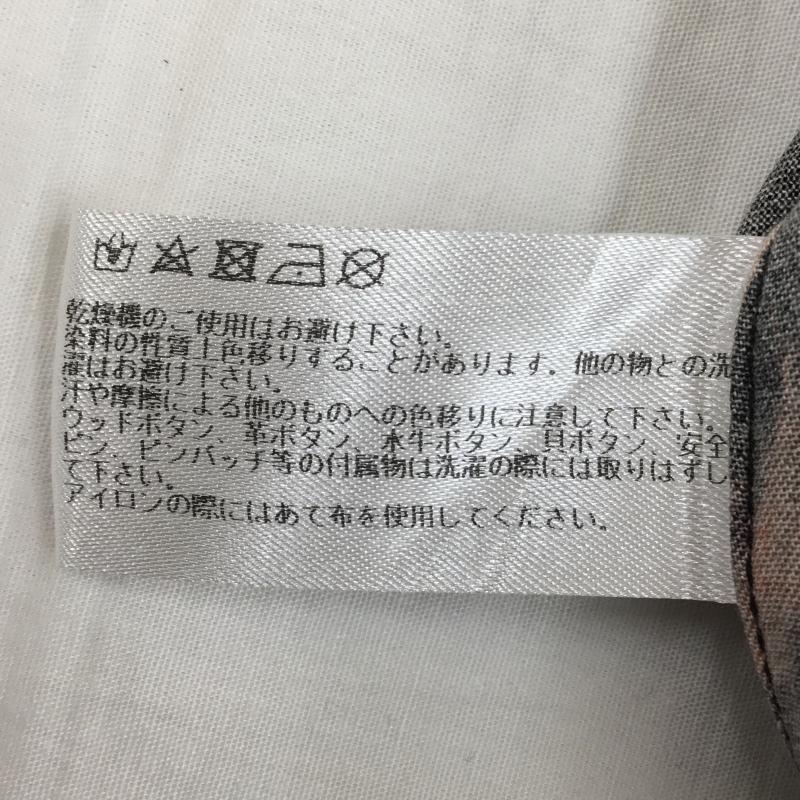 乾燥機のご使用はお避け下さい。
染料の性質上色移りすることがあります。他の物との洗
濯はお避け下さい。
汗や摩擦による他のものへの色移りに注意して下さい。
ウッドボタン、革ボタン、水牛ボタン、貝ボタン、安全
ピン、ピンバッチ等の付属物は洗濯の際には取りはずし
て下さい。
アイロンの際にはあて布を使用してください。